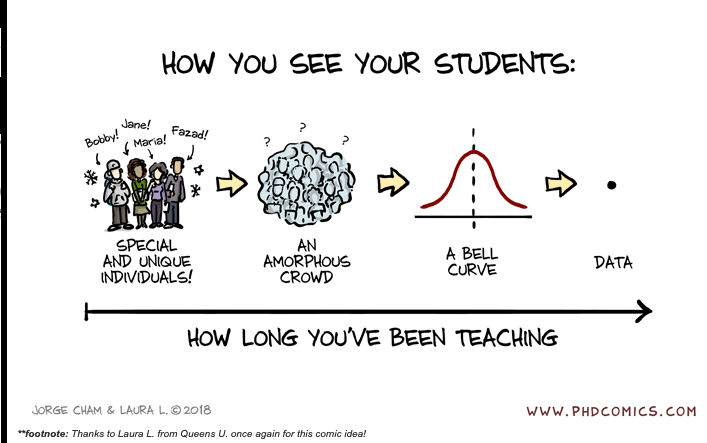 HOW YOU SEE YOUR STUDENTS:
Bobby!
Jane!
Maria!
Fazad!
? ? ?
SPECIAL
AND UNIQUE
INDIVIDUALS!
AN
AMORPHOUS
CROWD
A BELL
CURVE
DATA
HOW LONG YOU'VE BEEN TEACHING
JORGE CHAM & LAURA L. © 2018
WWW.PHDCOMICS.COM
**footnote: Thanks to Laura L. from Queens U. once again for this comic idea!